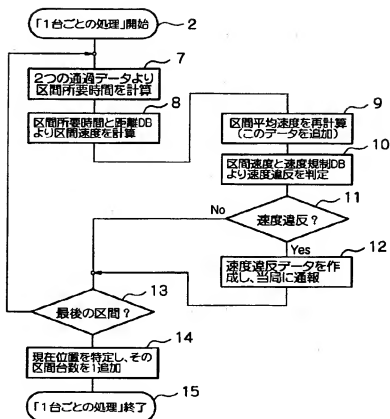 「1台ごとの処理」開始
2
7
2つの通過データより
区間所要時間を計算
8
区間所要時間と距離DB
より区間速度を計算
9
区間平均速度を再計算
(このデータを追加)
10
区間速度と速度規制DB
より速度違反を判定
11
速度違反?
No
Yes
12
速度違反データを作
成し、当局に通報
13
最後の区間?
14
現在位置を特定し、その
区間台数を1追加
15
「1台ごとの処理」終了